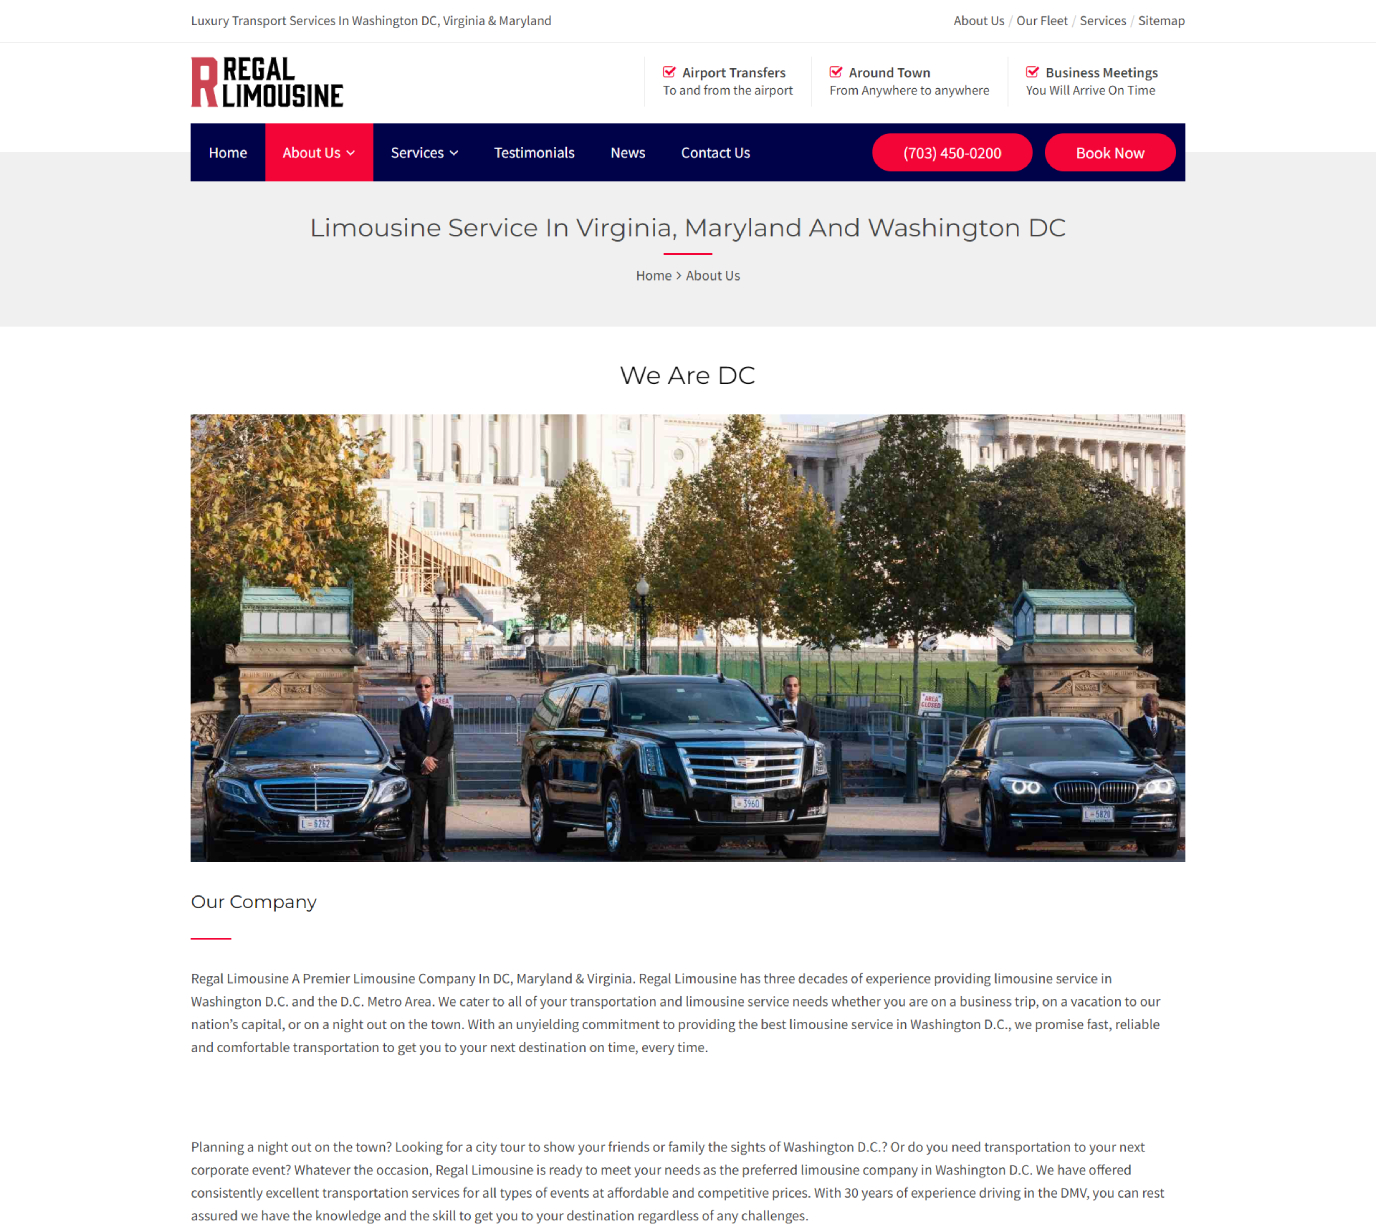 Luxury Transport Services In Washington DC, Virginia & Maryland
About Us / Our Fleet / Services / Sitemap
REGAL
LIMOUSINE
Airport Transfers
To and from the airport
Around Town
From Anywhere to anywhere
Business Meetings
You Will Arrive On Time
Home About Us Services Testimonials News Contact Us (703) 450-0200 Book Now
Limousine Service In Virginia, Maryland And Washington DC
Home > About Us
We Are DC
AREA
AREA
CLOSED
L 6262
L 3960
L 5820
Our Company
Regal Limousine A Premier Limousine Company In DC, Maryland & Virginia. Regal Limousine has three decades of experience providing limousine service in
Washington D.C. and the D.C. Metro Area. We cater to all of your transportation and limousine service needs whether you are on a business trip, on a vacation to our
nation’s capital, or on a night out on the town. With an unyielding commitment to providing the best limousine service in Washington D.C., we promise fast, reliable
and comfortable transportation to get you to your next destination on time, every time.
Planning a night out on the town? Looking for a city tour to show your friends or family the sights of Washington D.C.? Or do you need transportation to your next
corporate event? Whatever the occasion, Regal Limousine is ready to meet your needs as the preferred limousine company in Washington D.C. We have offered
consistently excellent transportation services for all types of events at affordable and competitive prices. With 30 years of experience driving in the DMV, you can rest
assured we have the knowledge and the skill to get you to your destination regardless of any challenges.